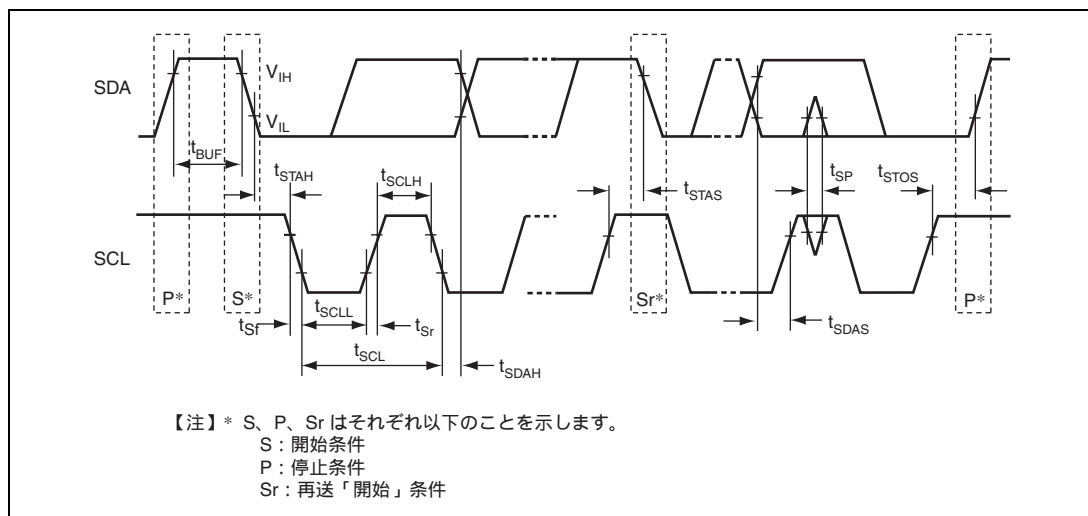 SDA
V_IH
V_IL
t_BUF
t_STAH
t_SCLH
t_STAS
t_SP
t_STOS
SCL
P*
S*
Sr*
P*
t_Sf
t_SCLL
t_Sr
t_SDAS
t_SCL
t_SDAH
【注】* S、P、Sr はそれぞれ以下のことを示します。
S：開始条件
P：停止条件
Sr：再送「開始」条件